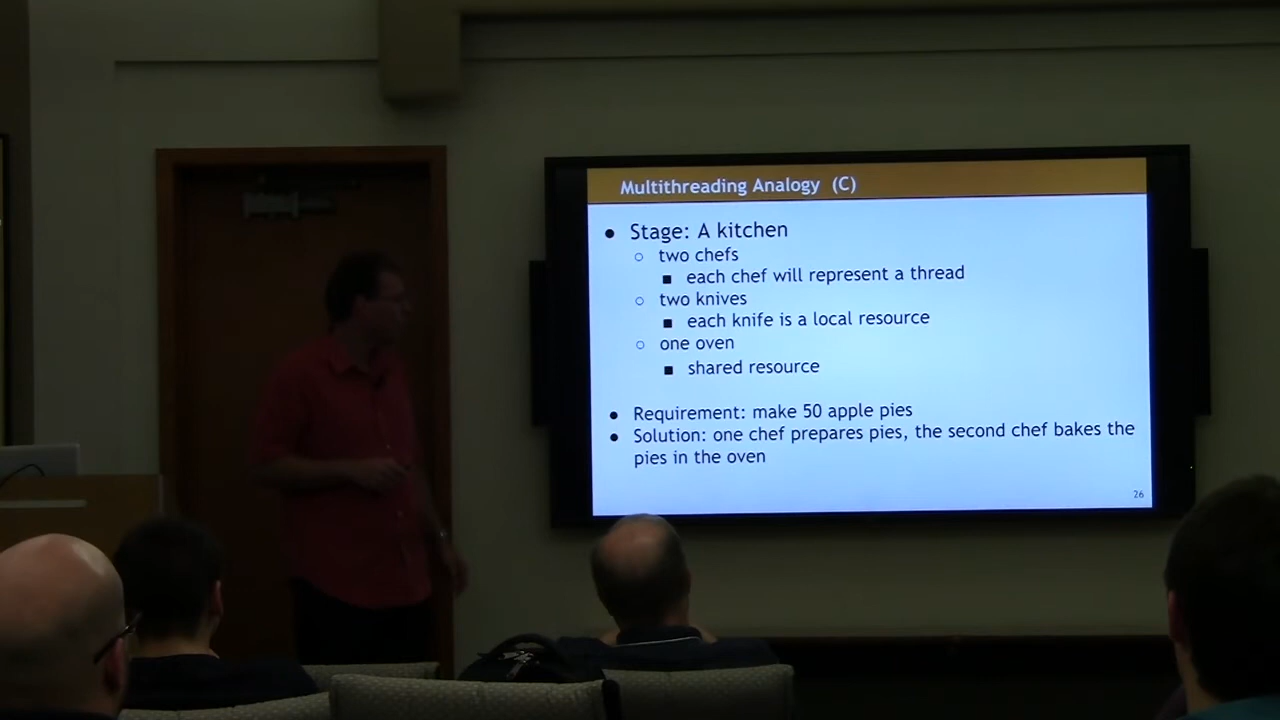 Multithreading Analogy (C)
● Stage: A kitchen
○ two chefs
■ each chef will represent a thread
○ two knives
■ each knife is a local resource
○ one oven
■ shared resource
● Requirement: make 50 apple pies
● Solution: one chef prepares pies, the second chef bakes the
pies in the oven
26